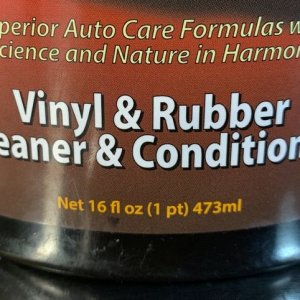 perior Auto Care Formulas w
cience and Nature in Harmon
Vinyl & Rubber
eaner & Condition
Net 16 fl oz (1 pt) 473ml